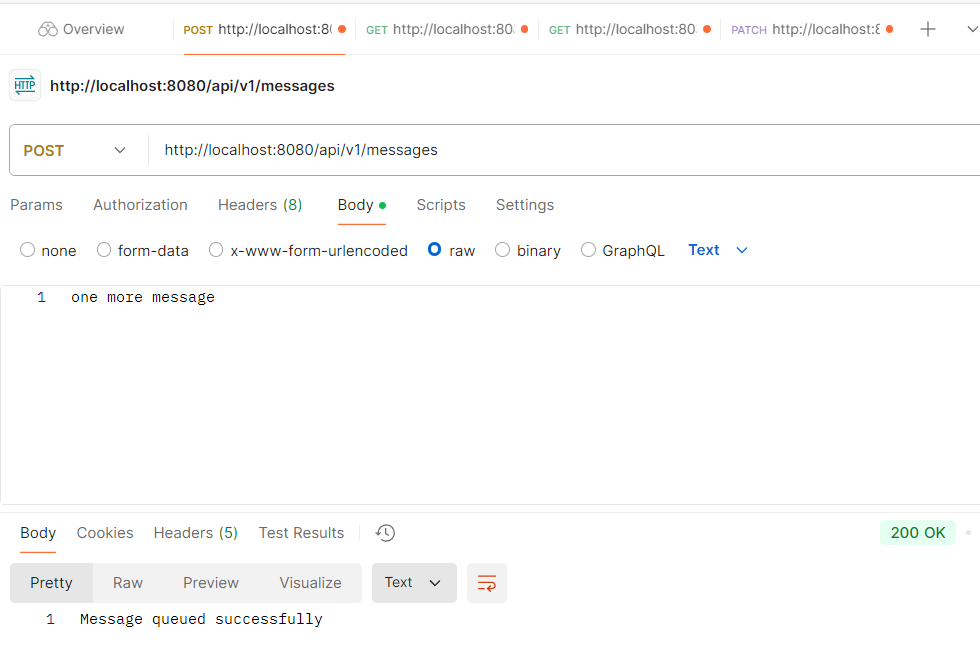 Overview POST http://localhost:8( GET http://localhost:80 GET http://localhost:80 PATCH http://localhost:8
HTTP http://localhost:8080/api/v1/messages
POST http://localhost:8080/api/v1/messages
Params Authorization Headers (8) Body Scripts Settings
none form-data x-www-form-urlencoded raw binary GraphQL Text
1 one more message
Body Cookies Headers (5) Test Results 200 OK
Pretty Raw Preview Visualize Text
1 Message queued successfully